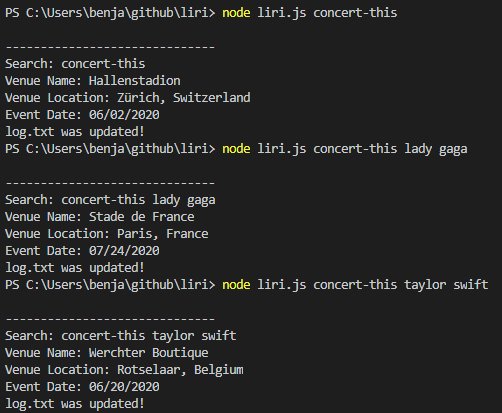 PS C:\Users\benja\github\liri> node liri.js concert-this
------------------------------
Search: concert-this
Venue Name: Hallenstadion
Venue Location: Zürich, Switzerland
Event Date: 06/02/2020
log.txt was updated!
PS C:\Users\benja\github\liri> node liri.js concert-this lady gaga
------------------------------
Search: concert-this lady gaga
Venue Name: Stade de France
Venue Location: Paris, France
Event Date: 07/24/2020
log.txt was updated!
PS C:\Users\benja\github\liri> node liri.js concert-this taylor swift
------------------------------
Search: concert-this taylor swift
Venue Name: Werchter Boutique
Venue Location: Rotselaar, Belgium
Event Date: 06/20/2020
log.txt was updated!